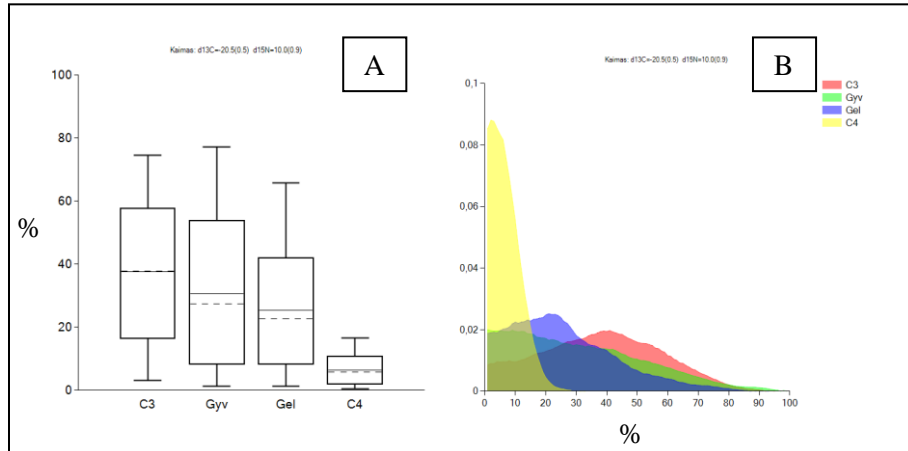 Kaimas: d13C=-20.5(0.5) d15N=10.0(0.9)
A
100
80
60
40
20
0
%
C3 Gyv Gel C4
Kaimas: d13C=-20.5(0.5) d15N=10.0(0.9)
B
C3
Gyv
Gel
C4
0,1
0,08
0,06
0,04
0,02
0
0 10 20 30 40 50 60 70 80 90 100
%